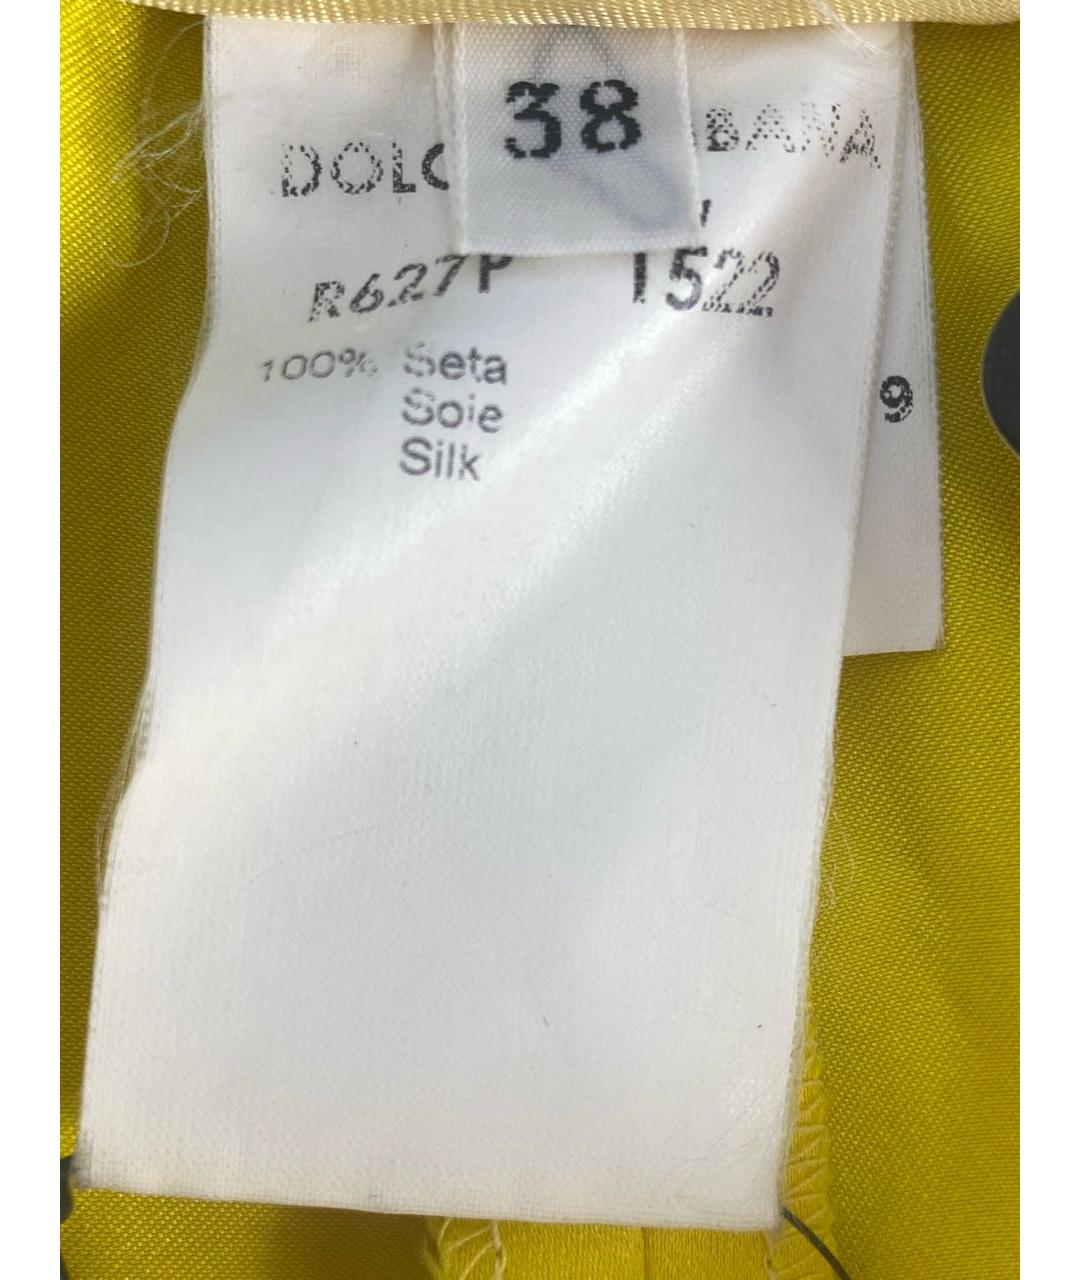 38
DOLC BANA
R627P 1522
100% Seta
Soie
Silk
9